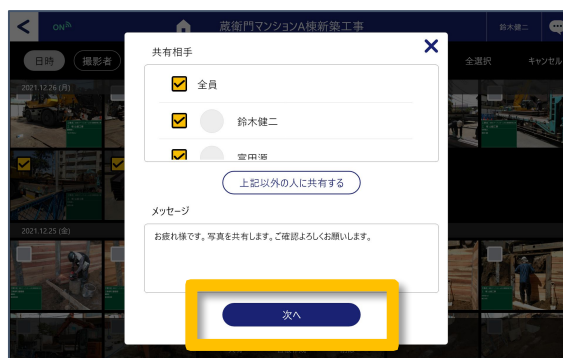 ON 蔵衛門マンションA棟新築工事 鈴木健二
日時 撮影者 全選択 キャンセル
2021.12.26 (月)
2021.12.25 (金)
共有相手
全員
鈴木健二
富田源
上記以外の人に共有する
メッセージ
お疲れ様です。写真を共有します。ご確認よろしくお願いします。
次へ